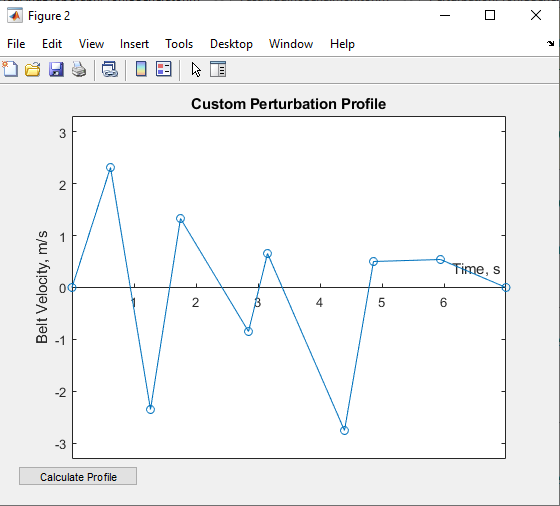 Figure 2
File Edit View Insert Tools Desktop Window Help
Custom Perturbation Profile
3
2
1
0
-1
-2
-3
Belt Velocity, m/s
1 2 3 4 5 6
Time, s
Calculate Profile